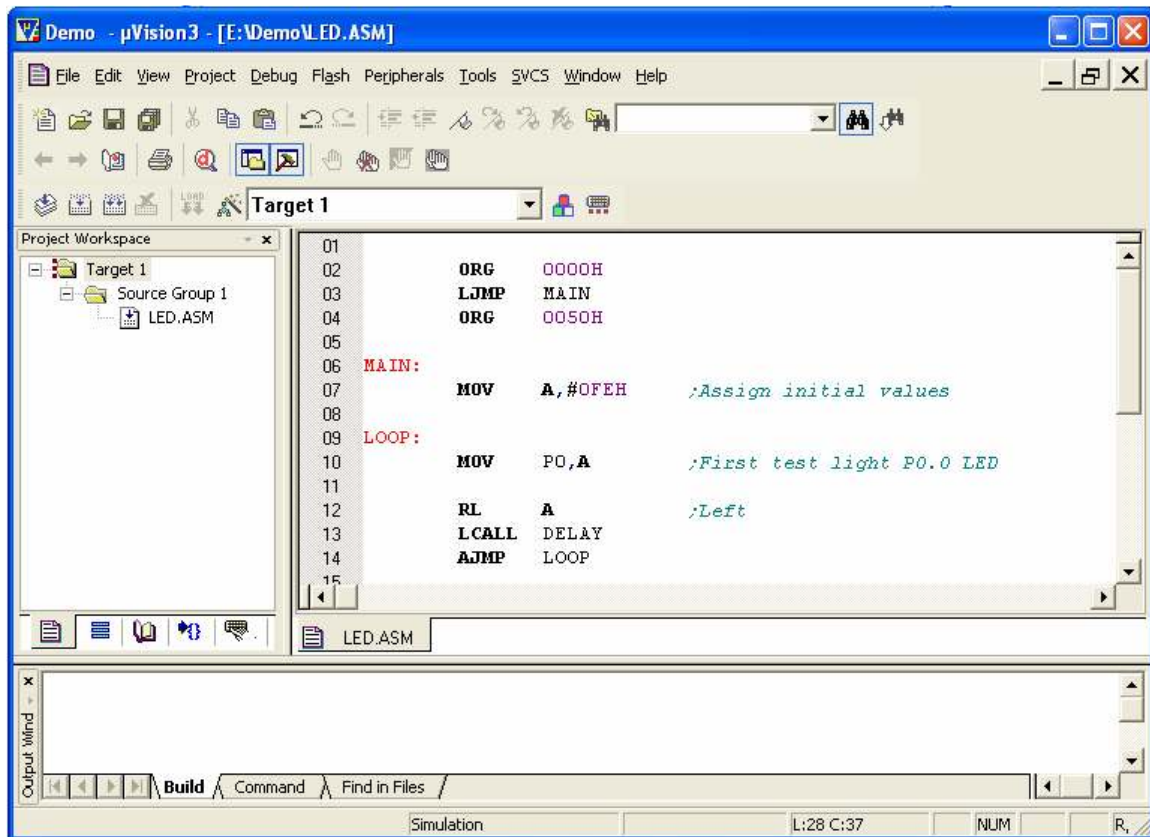 Demo - µVision3 - [E:\Demo\LED.ASM]
File Edit View Project Debug Flash Peripherals Tools SVCS Window Help
LOAD
Target 1
Project Workspace
Target 1
Source Group 1
LED.ASM
01
02 ORG 0000H
03 LJMP MAIN
04 ORG 0050H
05
06 MAIN:
07 MOV A,#0FEH ;Assign initial values
08
09 LOOP:
10 MOV P0,A ;First test light P0.0 LED
11
12 RL A ;Left
13 LCALL DELAY
14 AJMP LOOP
15
LED.ASM
Output Wind
Build Command Find in Files
Simulation L:28 C:37 NUM R,